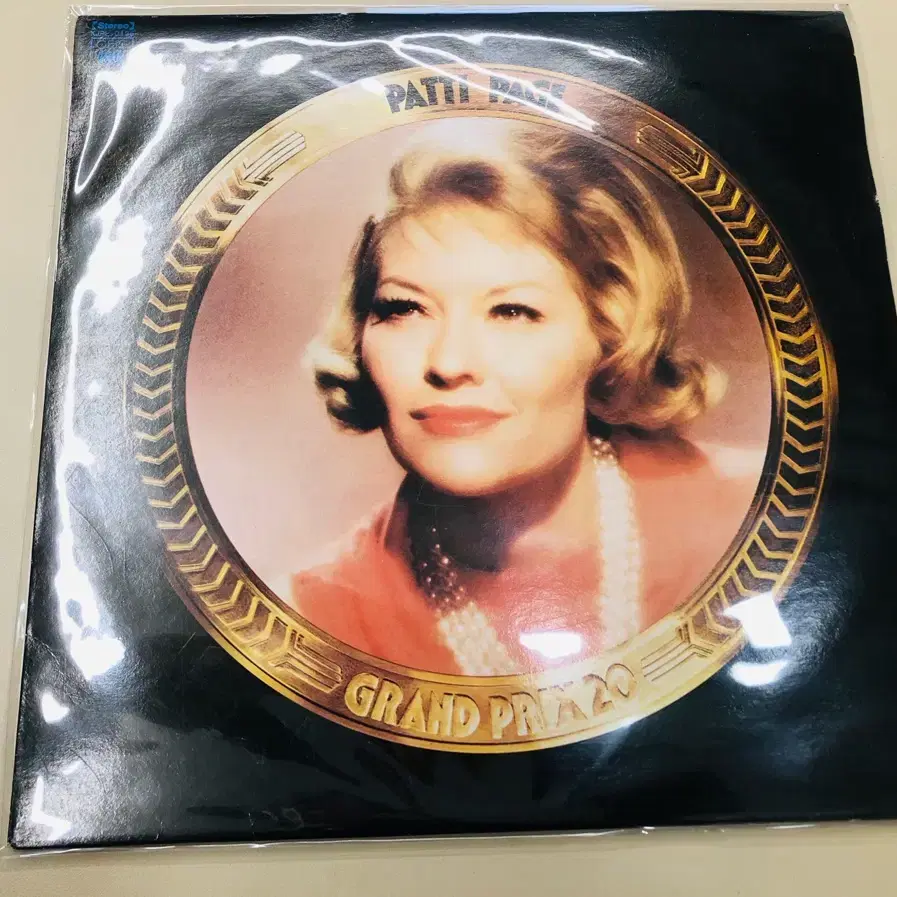 [Stereo]
PATTI PAGE
GRAND PRIX 20